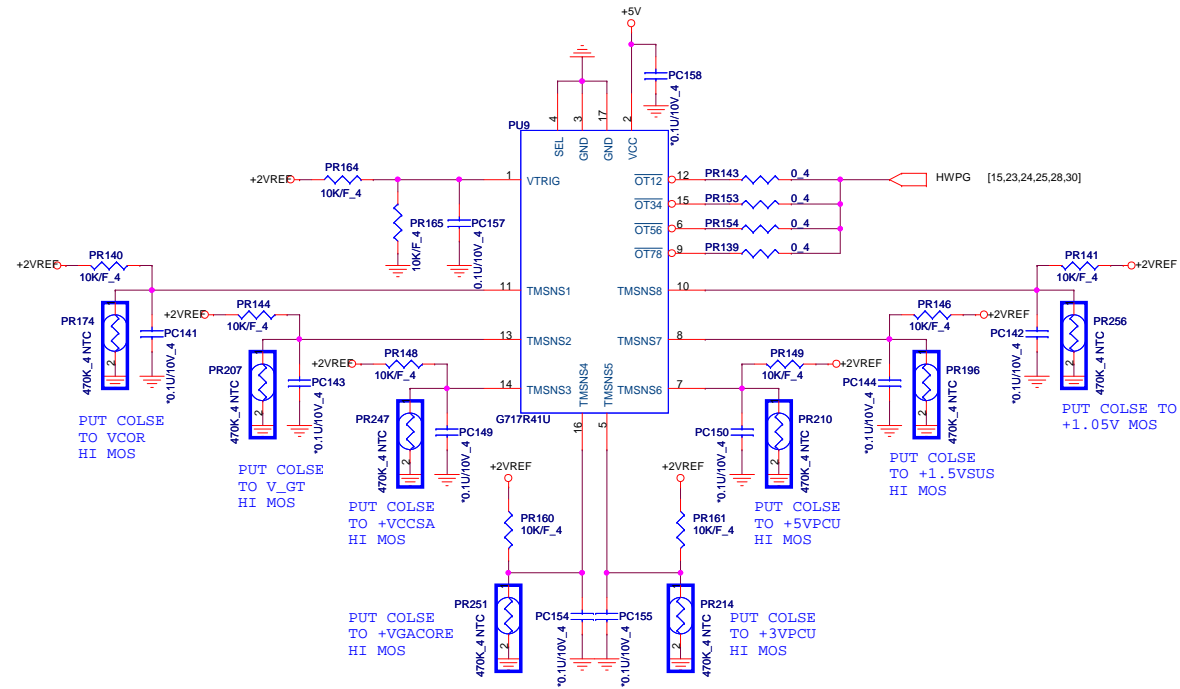 +5V
PC158
*0.1U/10V_4
PU9
4
3
17
2
SEL
GND
GND
VCC
+2VREF
PR164
10K/F_4
1
VTRIG
PR165
10K/F_4
PC157
0.1U/10V_4
OT12
12
PR143
0_4
HWPG
[15,23,24,25,28,30]
OT34
15
PR153
0_4
OT56
6
PR154
0_4
OT78
9
PR139
0_4
+2VREF
PR140
10K/F_4
11
TMSNS1
TMSNS8
10
PR141
10K/F_4
+2VREF
PR174
470K_4 NTC
2
PC141
*0.1U/10V_4
+2VREF
PR144
10K/F_4
13
TMSNS2
TMSNS7
8
PR146
10K/F_4
+2VREF
PC142
*0.1U/10V_4
PR256
470K_4 NTC
2
PR207
470K_4 NTC
2
PC143
*0.1U/10V_4
+2VREF
PR148
10K/F_4
14
TMSNS3
TMSNS4
TMSNS5
TMSNS6
7
PR149
10K/F_4
+2VREF
PC144
*0.1U/10V_4
PR196
470K_4 NTC
2
G717R41U
16
5
PR247
470K_4 NTC
2
PC149
*0.1U/10V_4
PC150
*0.1U/10V_4
PR210
470K_4 NTC
2
PUT COLSE
TO VCOR
HI MOS
PUT COLSE TO
+1.05V MOS
PUT COLSE
TO V_GT
HI MOS
PUT COLSE
TO +1.5VSUS
HI MOS
PUT COLSE
TO +VCCSA
HI MOS
PUT COLSE
TO +5VPCU
HI MOS
+2VREF
+2VREF
PR160
10K/F_4
PR161
10K/F_4
PUT COLSE
TO +VGACORE
HI MOS
PR251
470K_4 NTC
2
PC154
*0.1U/10V_4
PC155
*0.1U/10V_4
PR214
470K_4 NTC
2
PUT COLSE
TO +3VPCU
HI MOS